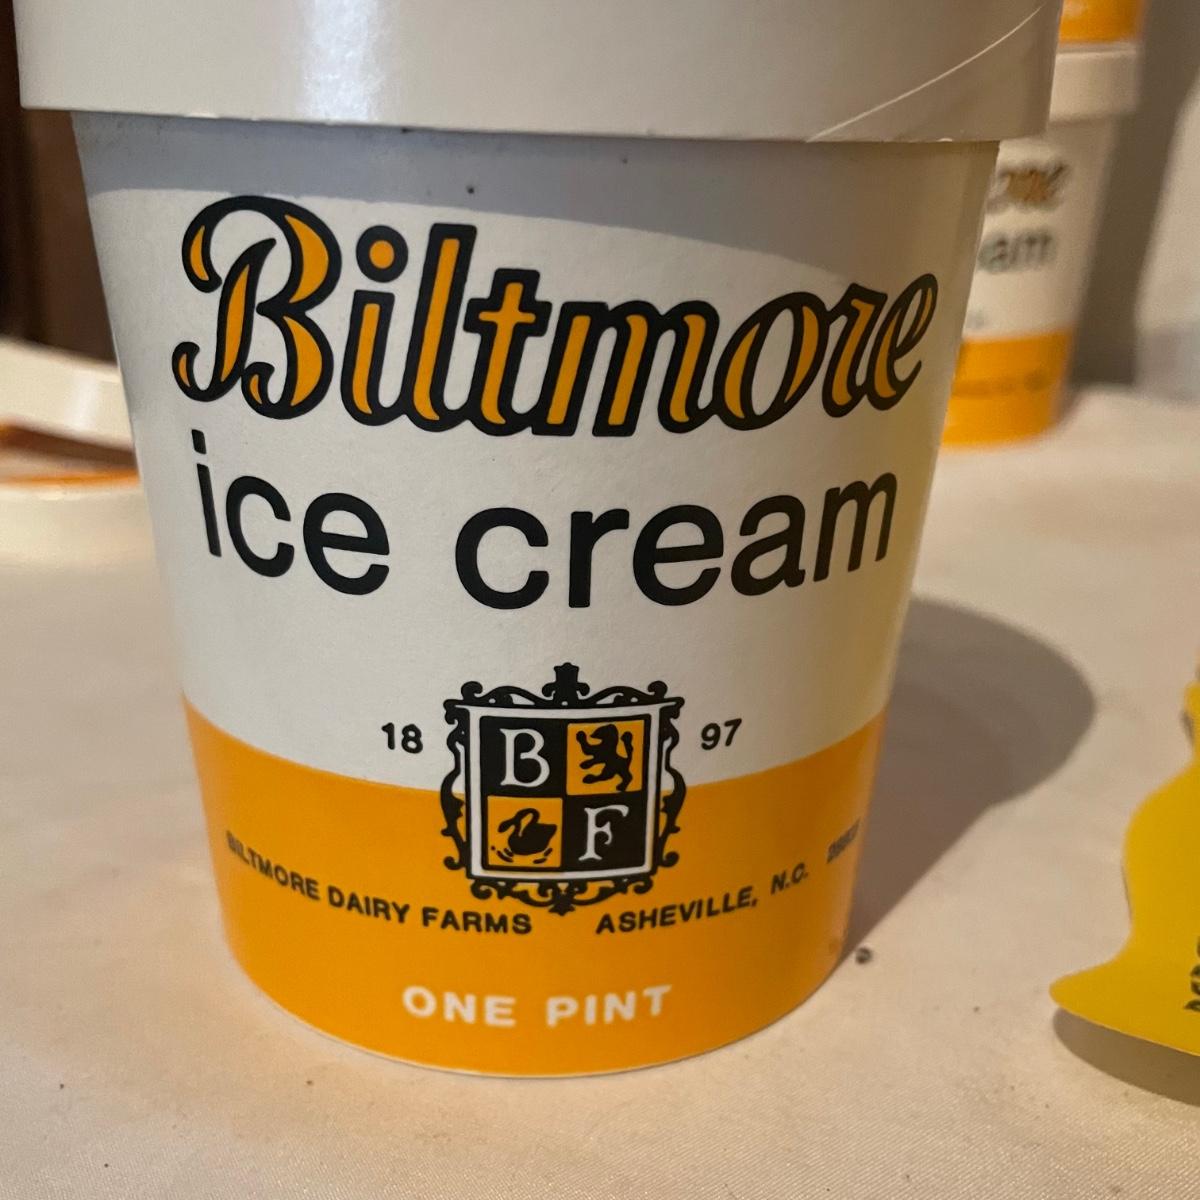 Biltmore
ice cream
18 97
B
F
BILTMORE DAIRY FARMS ASHEVILLE, N.C.
ONE PINT